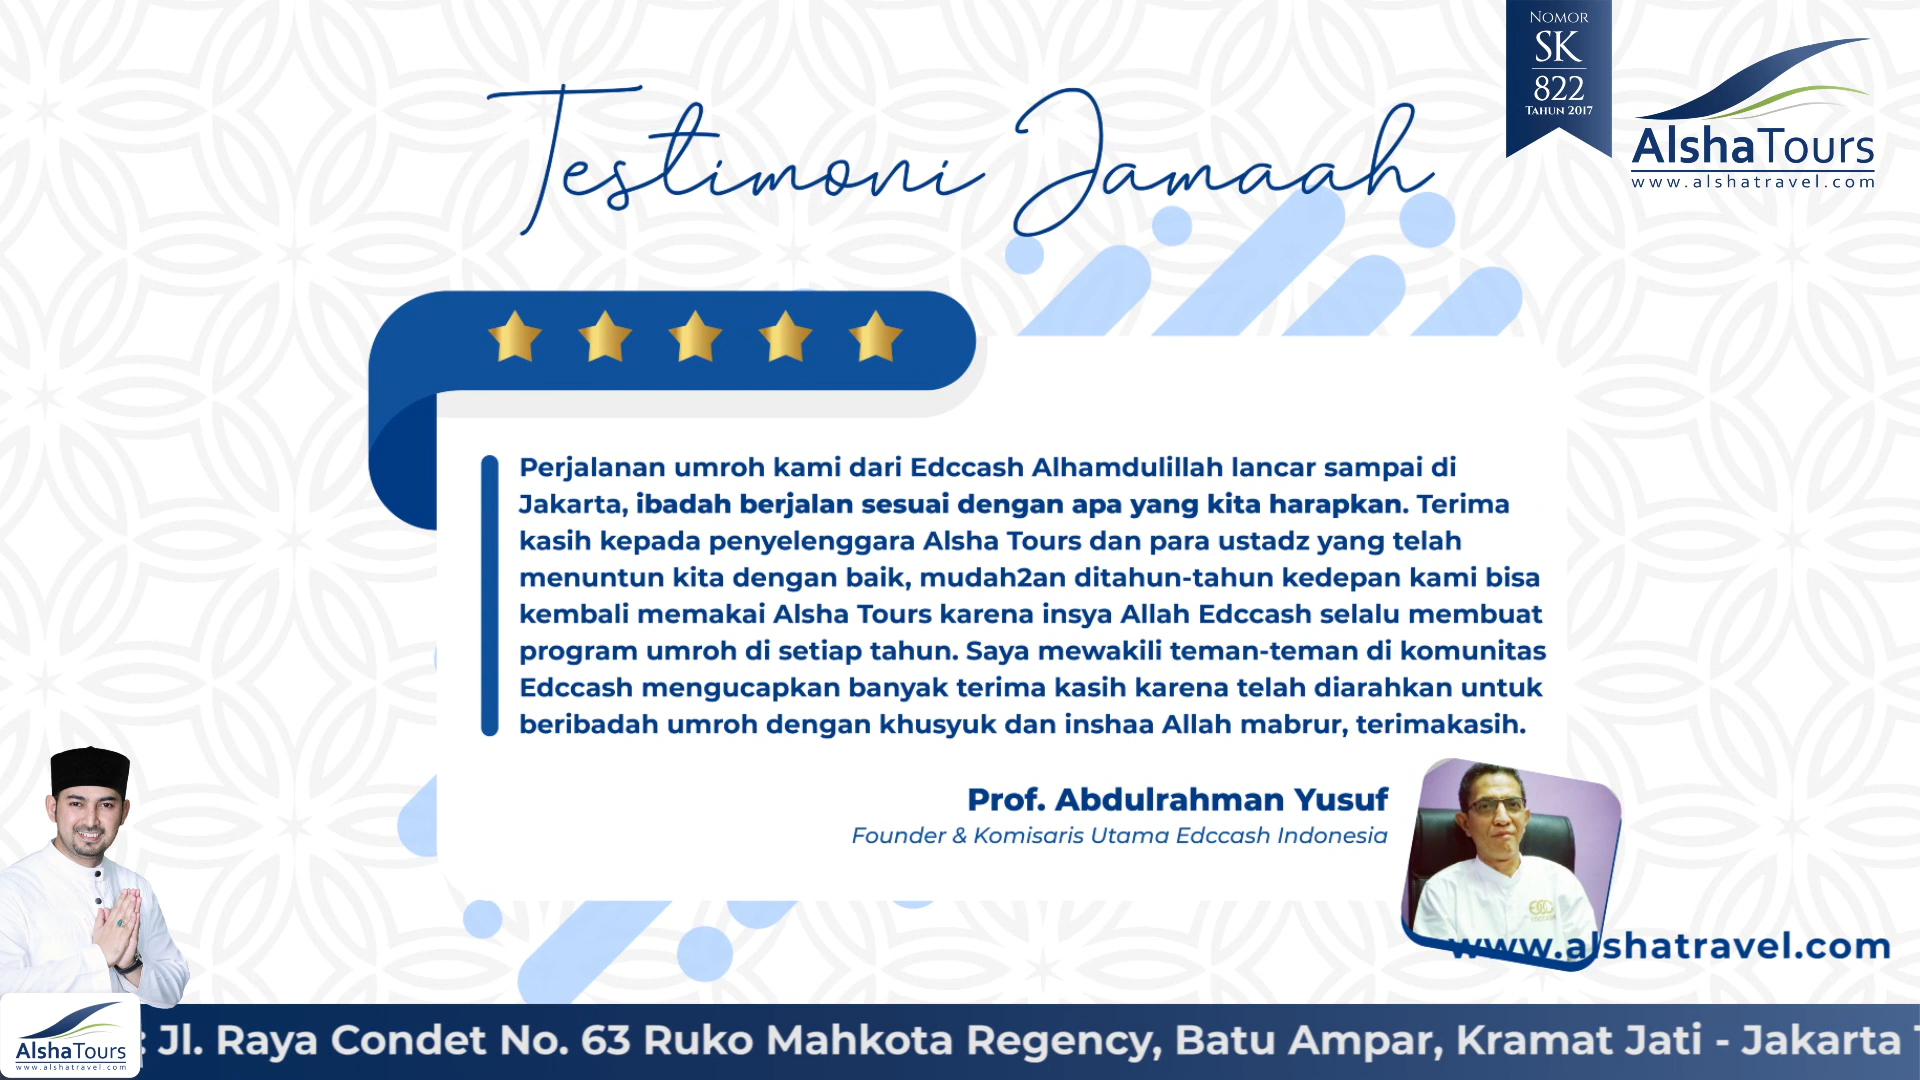 NOMOR
SK
822
TAHUN 2017
AlshaTours
www.alshatravel.com
Testimoni Jamaah
Perjalanan umroh kami dari Edccash Alhamdulillah lancar sampai di
Jakarta, ibadah berjalan sesuai dengan apa yang kita harapkan. Terima
kasih kepada penyelenggara Alsha Tours dan para ustadz yang telah
menuntun kita dengan baik, mudah2an ditahun-tahun kedepan kami bisa
kembali memakai Alsha Tours karena insya Allah Edccash selalu membuat
program umroh di setiap tahun. Saya mewakili teman-teman di komunitas
Edccash mengucapkan banyak terima kasih karena telah diarahkan untuk
beribadah umroh dengan khusyuk dan inshaa Allah mabrur, terimakasih.
Prof. Abdulrahman Yusuf
Founder & Komisaris Utama Edccash Indonesia
www.alshatravel.com
AlshaTours
www.alshatravel.com
: Jl. Raya Condet No. 63 Ruko Mahkota Regency, Batu Ampar, Kramat Jati - Jakarta